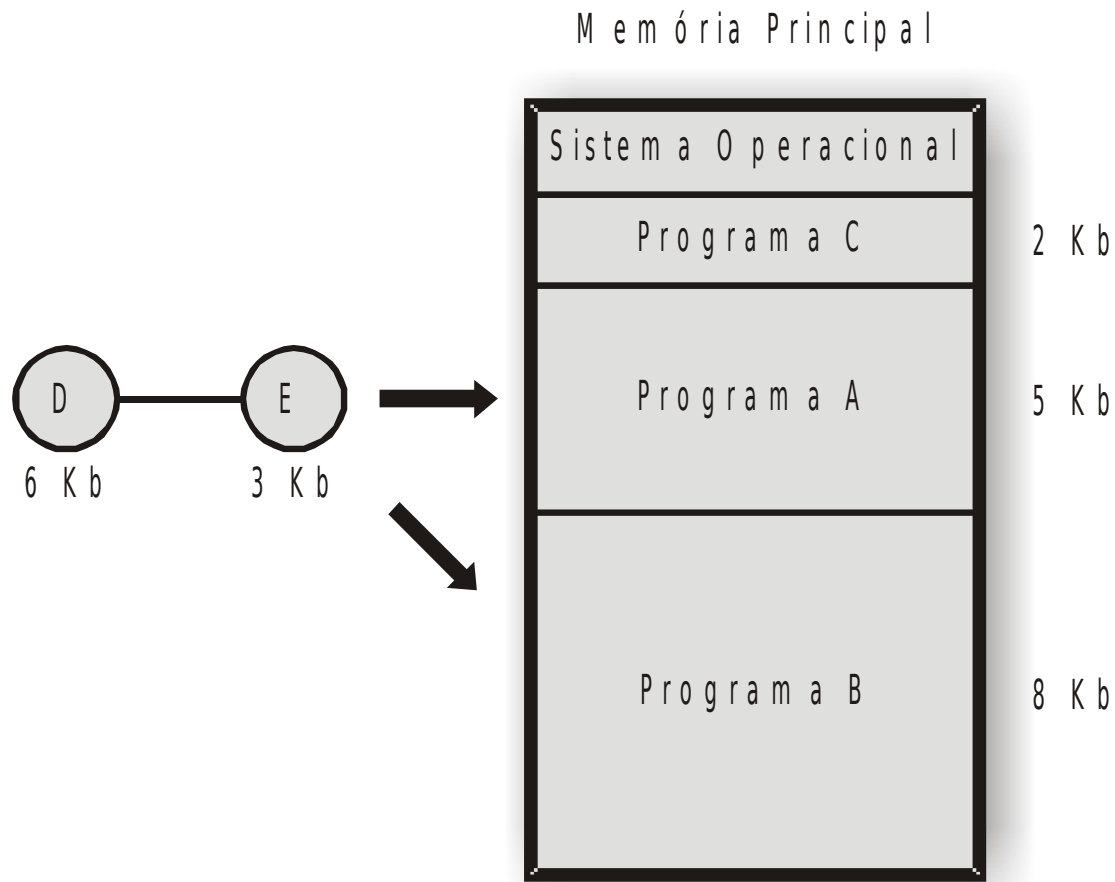 Memória Principal
Sistema Operacional
Programa C
2 Kb
D
E
Programa A
5 Kb
6 Kb
3 Kb
Programa B
8 Kb